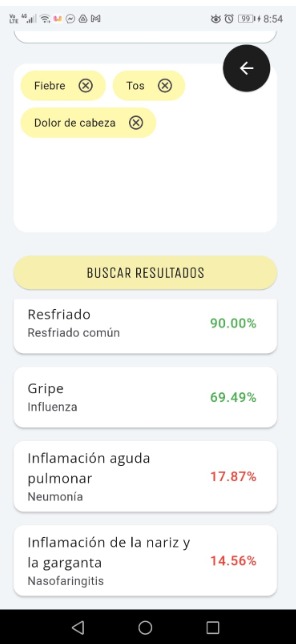 99 8:54
Fiebre Tos
Dolor de cabeza
BUSCAR RESULTADOS
Resfriado
Resfriado común
90.00%
Gripe
Influenza
69.49%
Inflamación aguda
pulmonar
Neumonía
17.87%
Inflamación de la nariz y
la garganta
Nasofaringitis
14.56%